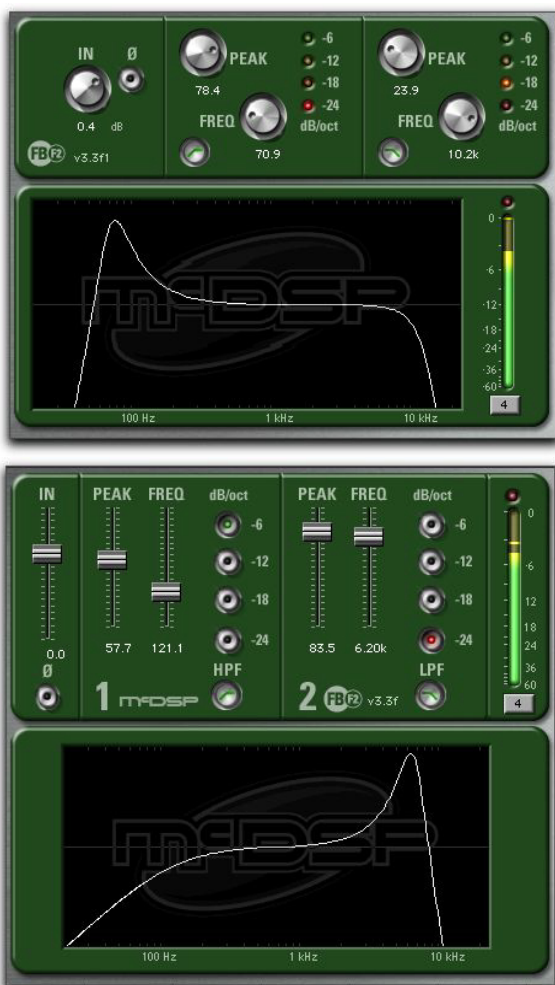 IN Ø
0.4 dB
FB F2 v3.3f1
PEAK
78.4
FREQ
70.9
-6
-12
-18
-24
dB/oct
PEAK
23.9
FREQ
10.2k
-6
-12
-18
-24
dB/oct
McDSP
100 Hz 1 kHz 10 kHz
0
-6
-12
-18
-24
-36
-60
4
IN
0.0
Ø
PEAK FREQ dB/oct
-6
-12
-18
-24
57.7 121.1
HPF
1 McDSP
PEAK FREQ dB/oct
-6
-12
-18
-24
83.5 6.20k
LPF
2 FB F2 v3.3f
0
6
12
18
24
36
60
4
McDSP
100 Hz 1 kHz 10 kHz